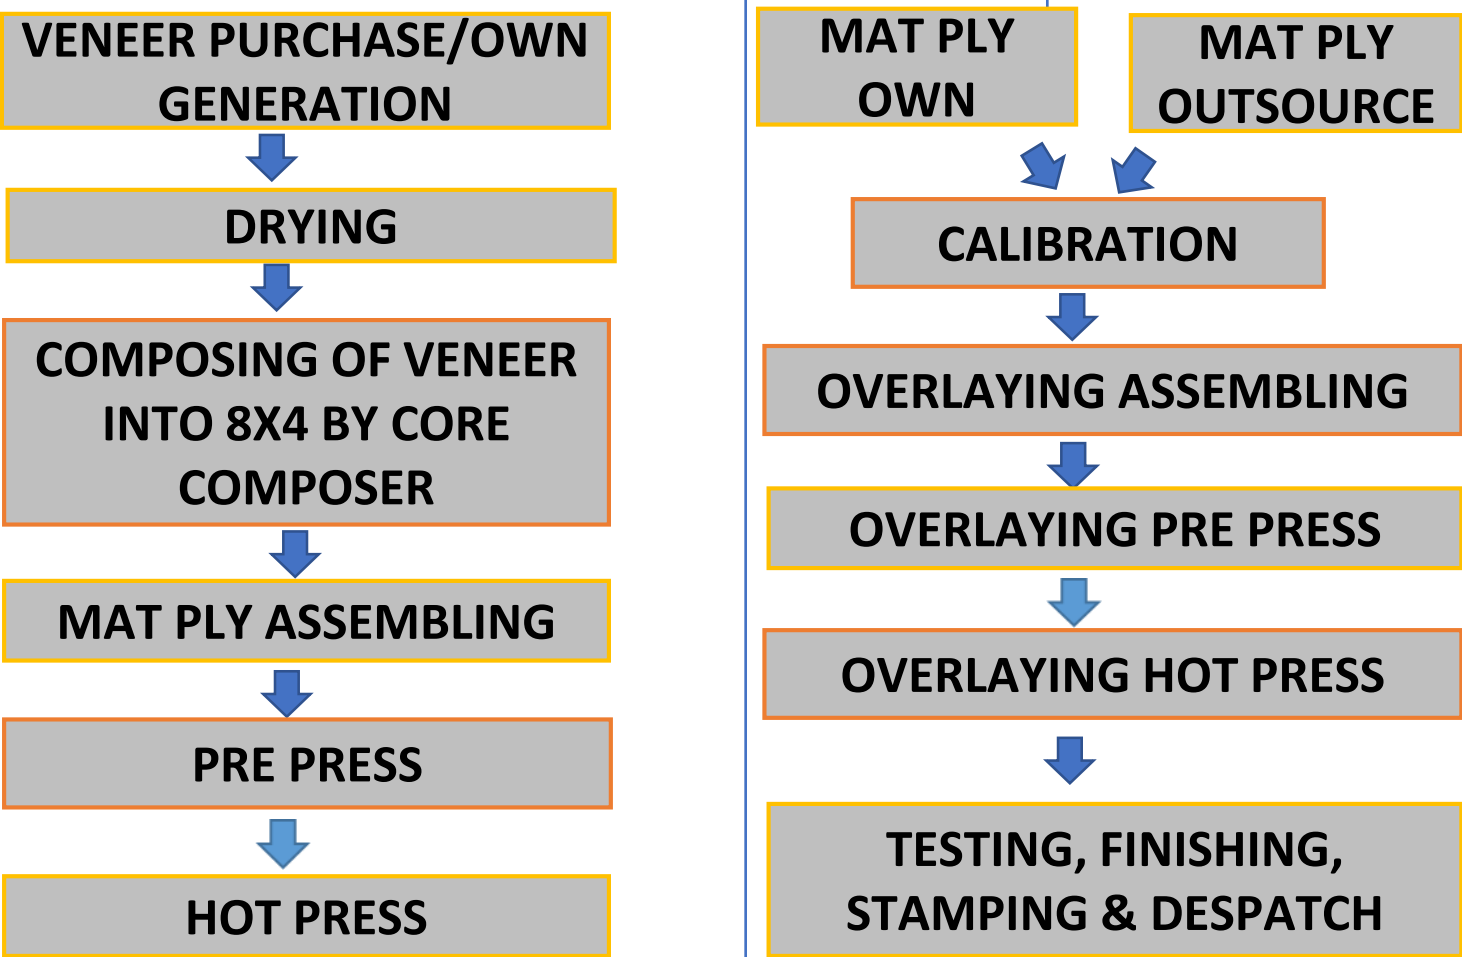 VENEER PURCHASE/OWN
GENERATION
DRYING
COMPOSING OF VENEER
INTO 8X4 BY CORE
COMPOSER
MAT PLY ASSEMBLING
PRE PRESS
HOT PRESS
MAT PLY
OWN
MAT PLY
OUTSOURCE
CALIBRATION
OVERLAYING ASSEMBLING
OVERLAYING PRE PRESS
OVERLAYING HOT PRESS
TESTING, FINISHING,
STAMPING & DESPATCH